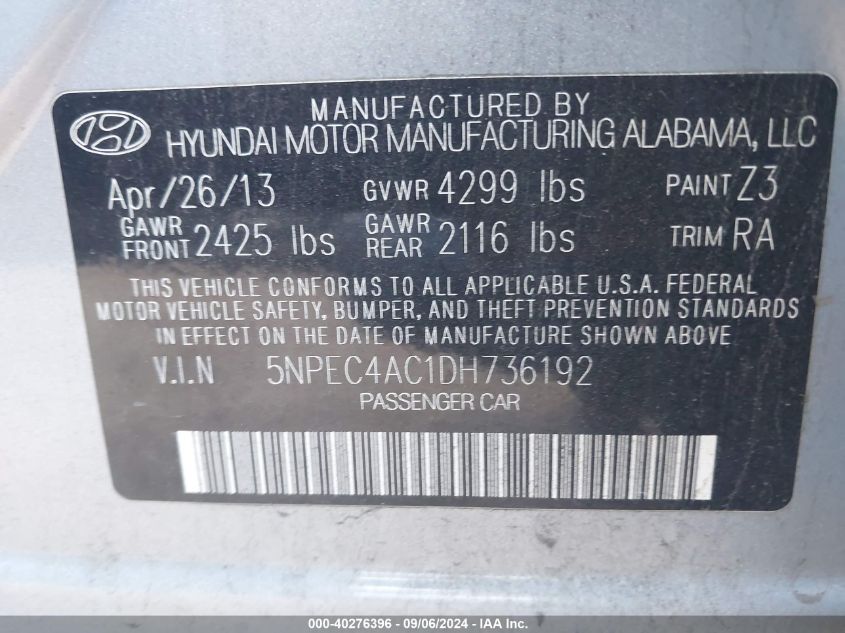 MANUFACTURED BY
HYUNDAI MOTOR MANUFACTURING ALABAMA, LLC
Apr/26/13 GVWR 4299 lbs PAINT Z3
GAWR FRONT 2425 lbs GAWR REAR 2116 lbs TRIM RA
THIS VEHICLE CONFORMS TO ALL APPLICABLE U.S.A. FEDERAL
MOTOR VEHICLE SAFETY, BUMPER, AND THEFT PREVENTION STANDARDS
IN EFFECT ON THE DATE OF MANUFACTURE SHOWN ABOVE
V.I.N 5NPEC4AC1DH736192
PASSENGER CAR
000-40276396 - 09/06/2024 - IAA Inc.